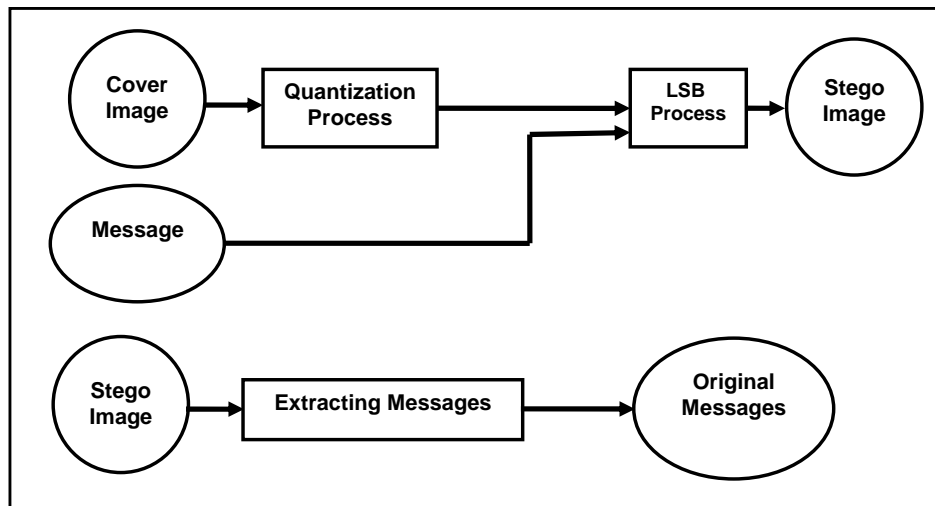 Cover
Image
Quantization
Process
LSB
Process
Stego
Image
Message
Stego
Image
Extracting Messages
Original
Messages